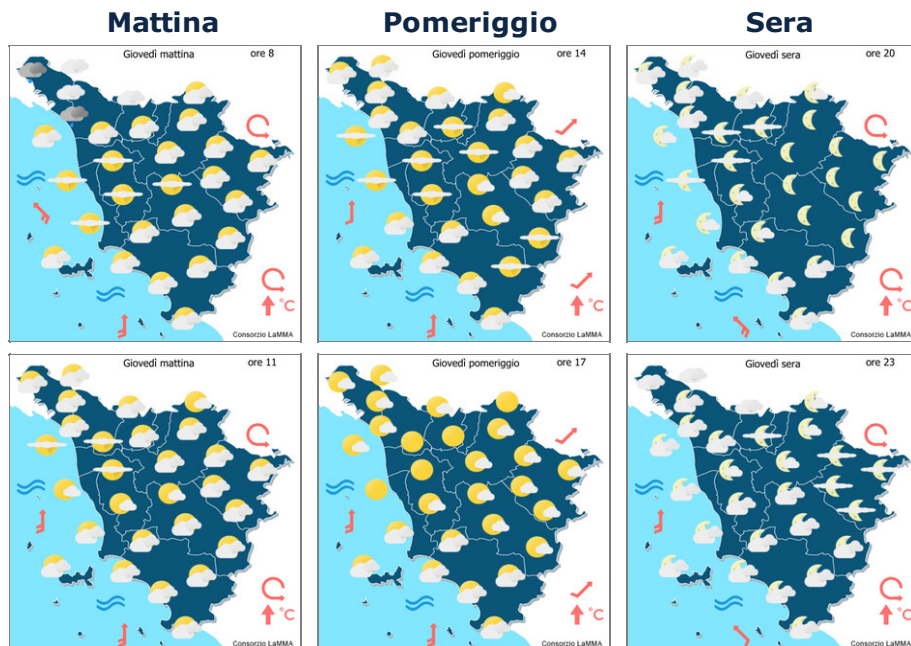 Mattina Pomeriggio Sera
Giovedì mattina ore 8
°C
Consorzio LaMMA
Giovedì pomeriggio ore 14
°C
Consorzio LaMMA
Giovedì sera ore 20
°C
Consorzio LaMMA
Giovedì mattina ore 11
°C
Consorzio LaMMA
Giovedì pomeriggio ore 17
°C
Consorzio LaMMA
Giovedì sera ore 23
°C
Consorzio LaMMA